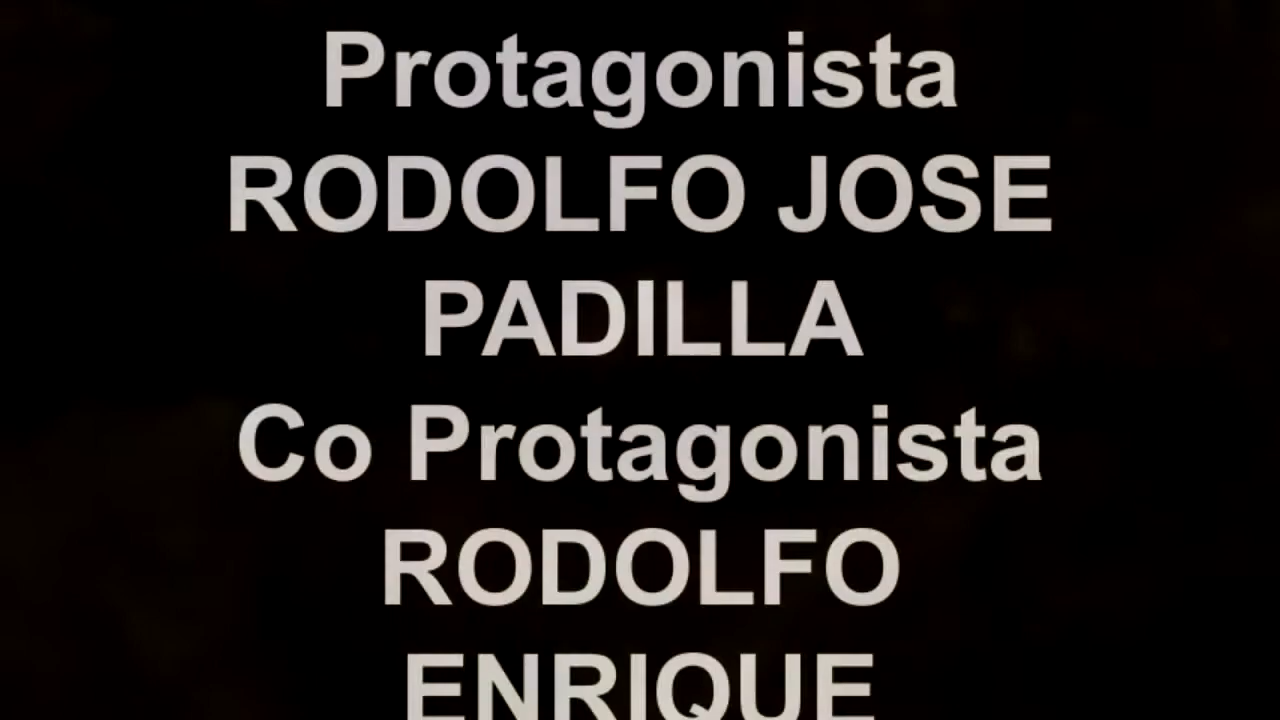 Protagonista
RODOLFO JOSE
PADILLA
Co Protagonista
RODOLFO
ENRIQUE